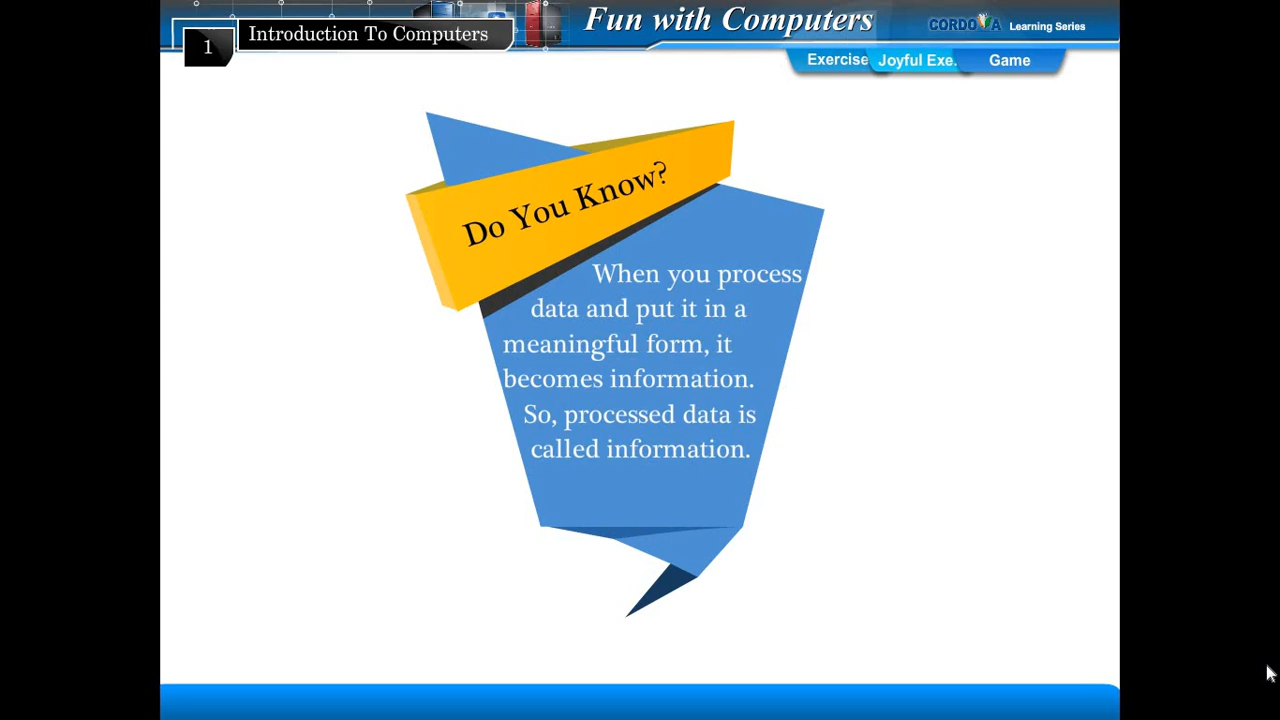 Fun with Computers
CORDOVA Learning Series
1 Introduction To Computers
Exercise Joyful Exe. Game
Do You Know?
When you process
data and put it in a
meaningful form, it
becomes information.
So, processed data is
called information.